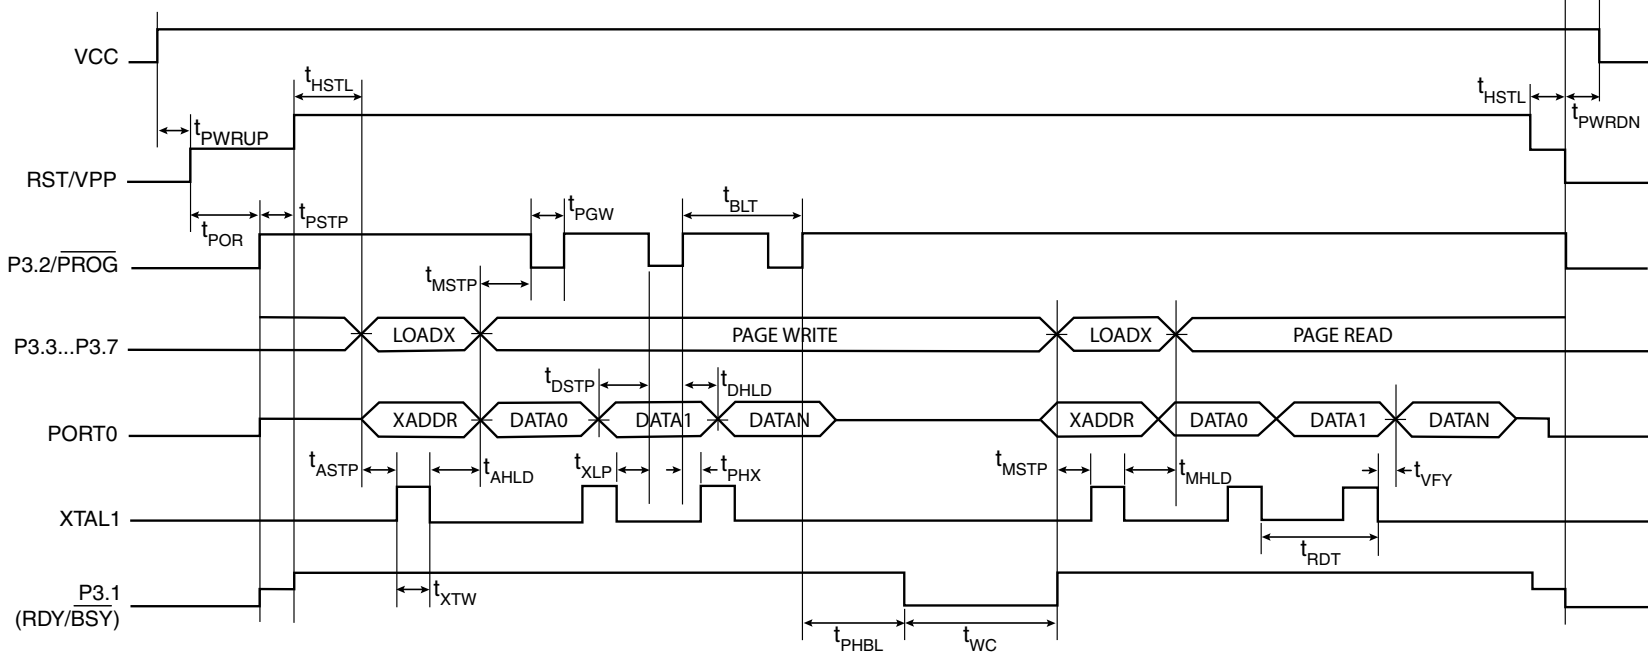 VCC
tHSTL
tHSTL
tPWRUP
tPWRDN
RST/VPP
tPOR
tPSTP
tPGW
tBLT
P3.2/PROG
tMSTP
P3.3...P3.7
LOADX
PAGE WRITE
LOADX
PAGE READ
tDSTP
tDHLD
PORT0
XADDR
DATA0
DATA1
DATAN
XADDR
DATA0
DATA1
DATAN
tASTP
tAHLD
tXLP
tPHX
tMSTP
tMHLD
tVFY
XTAL1
tRDT
P3.1
(RDY/BSY)
tXTW
tPHBL
tWC